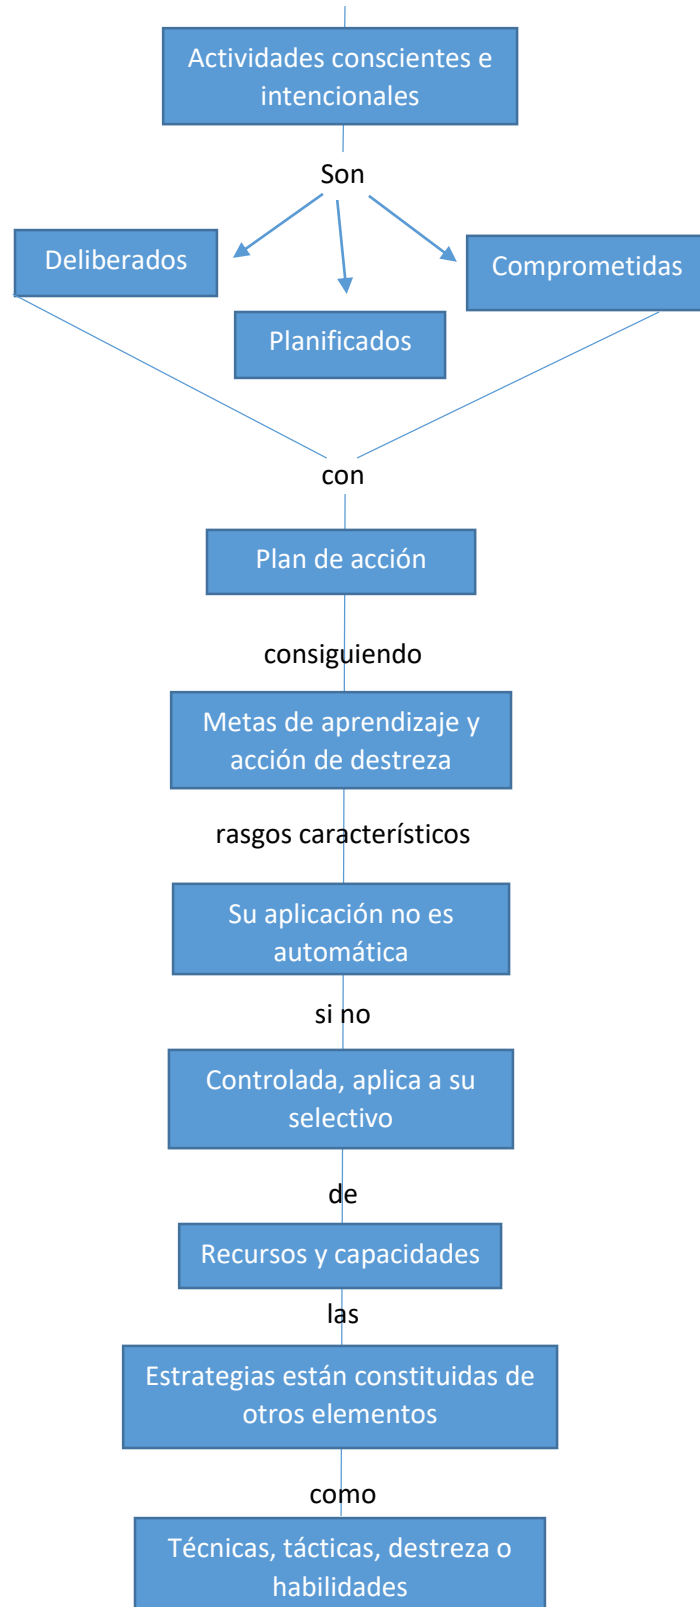 Actividades conscientes e
intencionales
Son
Deliberados
Comprometidas
Planificados
con
Plan de acción
consiguiendo
Metas de aprendizaje y
acción de destreza
rasgos característicos
Su aplicación no es
automática
si no
Controlada, aplica a su
selectivo
de
Recursos y capacidades
las
Estrategias están constituidas de
otros elementos
como
Técnicas, tácticas, destreza o
habilidades